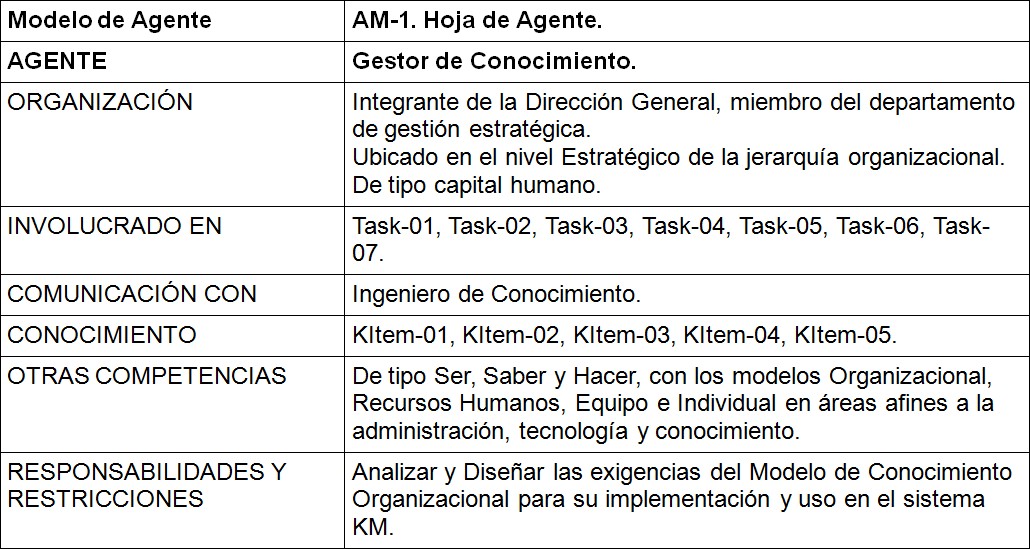 Modelo de Agente
AM-1. Hoja de Agente.
AGENTE
Gestor de Conocimiento.
ORGANIZACIÓN
Integrante de la Dirección General, miembro del departamento
de gestión estratégica.
Ubicado en el nivel Estratégico de la jerarquía organizacional.
De tipo capital humano.
INVOLUCRADO EN
Task-01, Task-02, Task-03, Task-04, Task-05, Task-06, Task-
07.
COMUNICACIÓN CON
Ingeniero de Conocimiento.
CONOCIMIENTO
KItem-01, KItem-02, KItem-03, KItem-04, KItem-05.
OTRAS COMPETENCIAS
De tipo Ser, Saber y Hacer, con los modelos Organizacional,
Recursos Humanos, Equipo e Individual en áreas afines a la
administración, tecnología y conocimiento.
RESPONSABILIDADES Y
RESTRICCIONES
Analizar y Diseñar las exigencias del Modelo de Conocimiento
Organizacional para su implementación y uso en el sistema
KM.